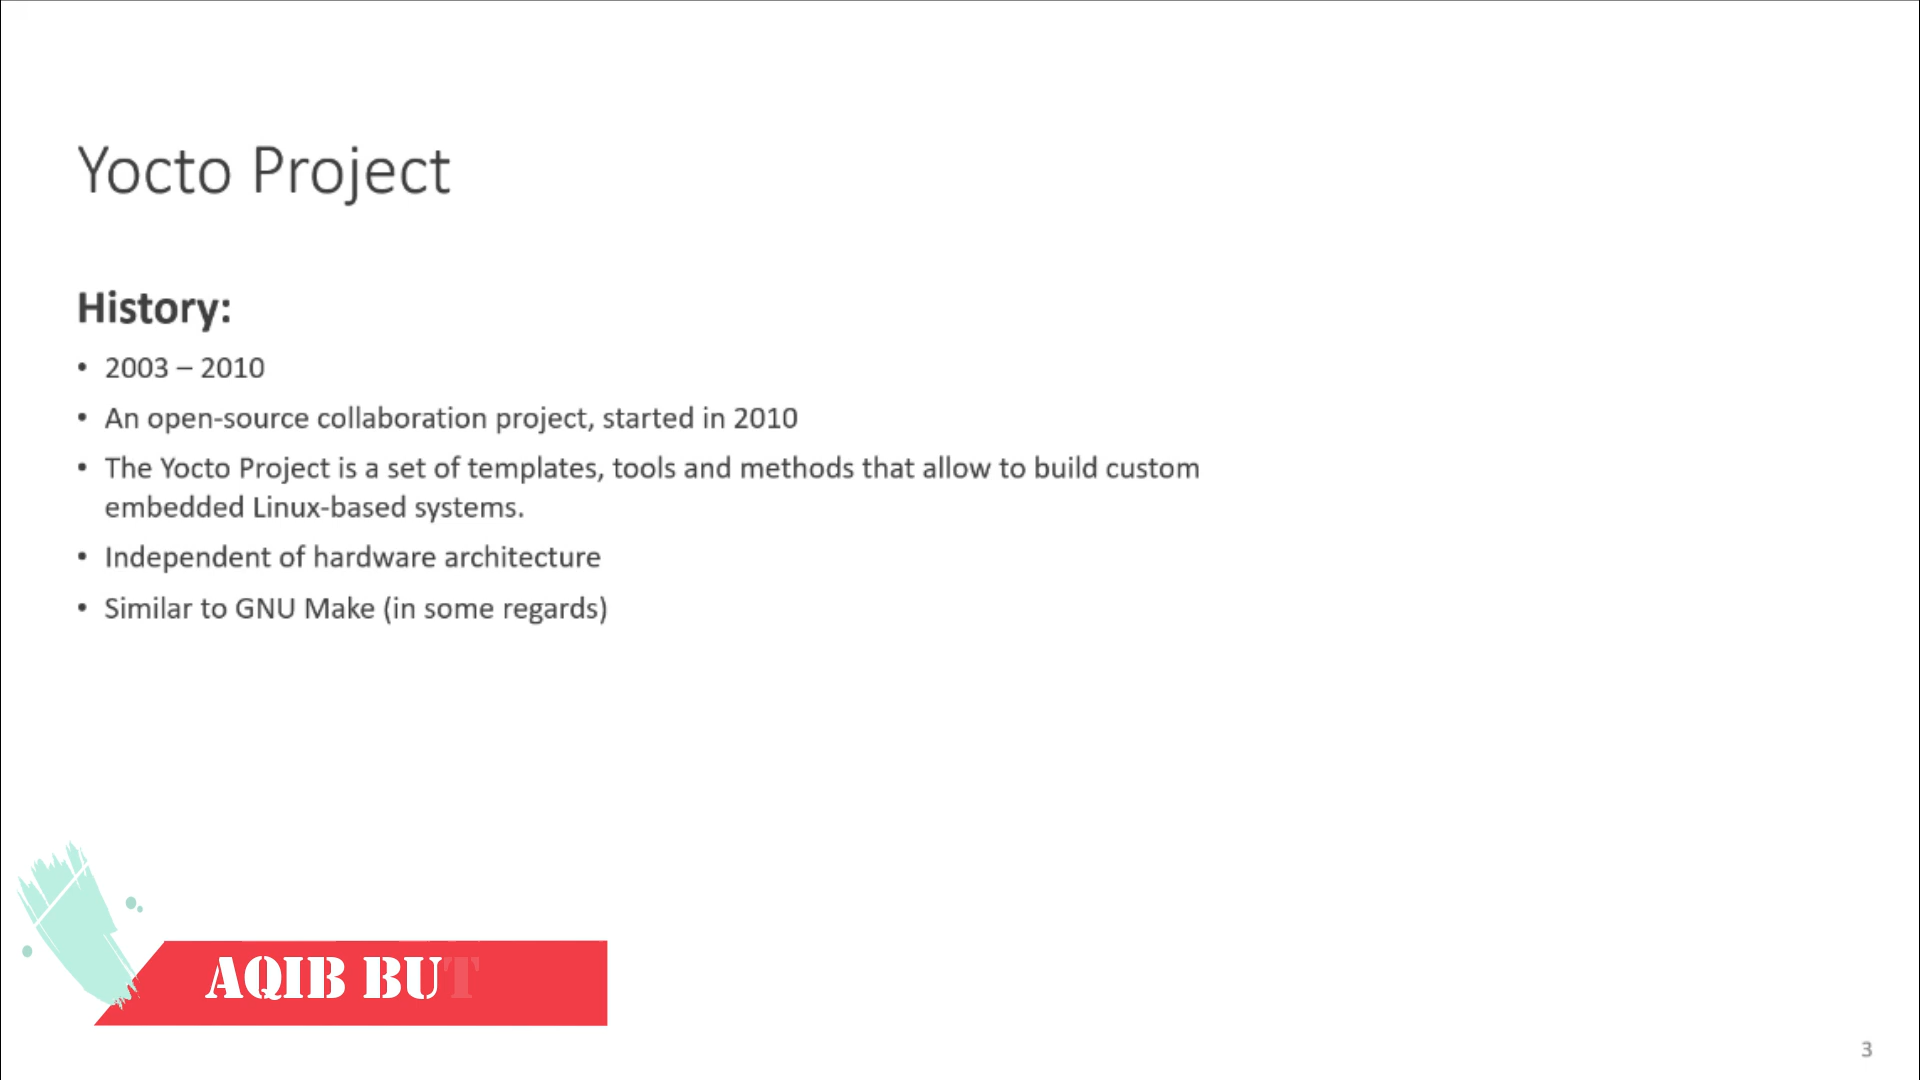 Yocto Project
History:
• 2003 – 2010
• An open-source collaboration project, started in 2010
• The Yocto Project is a set of templates, tools and methods that allow to build custom
embedded Linux-based systems.
• Independent of hardware architecture
• Similar to GNU Make (in some regards)
AQIB BUT
3